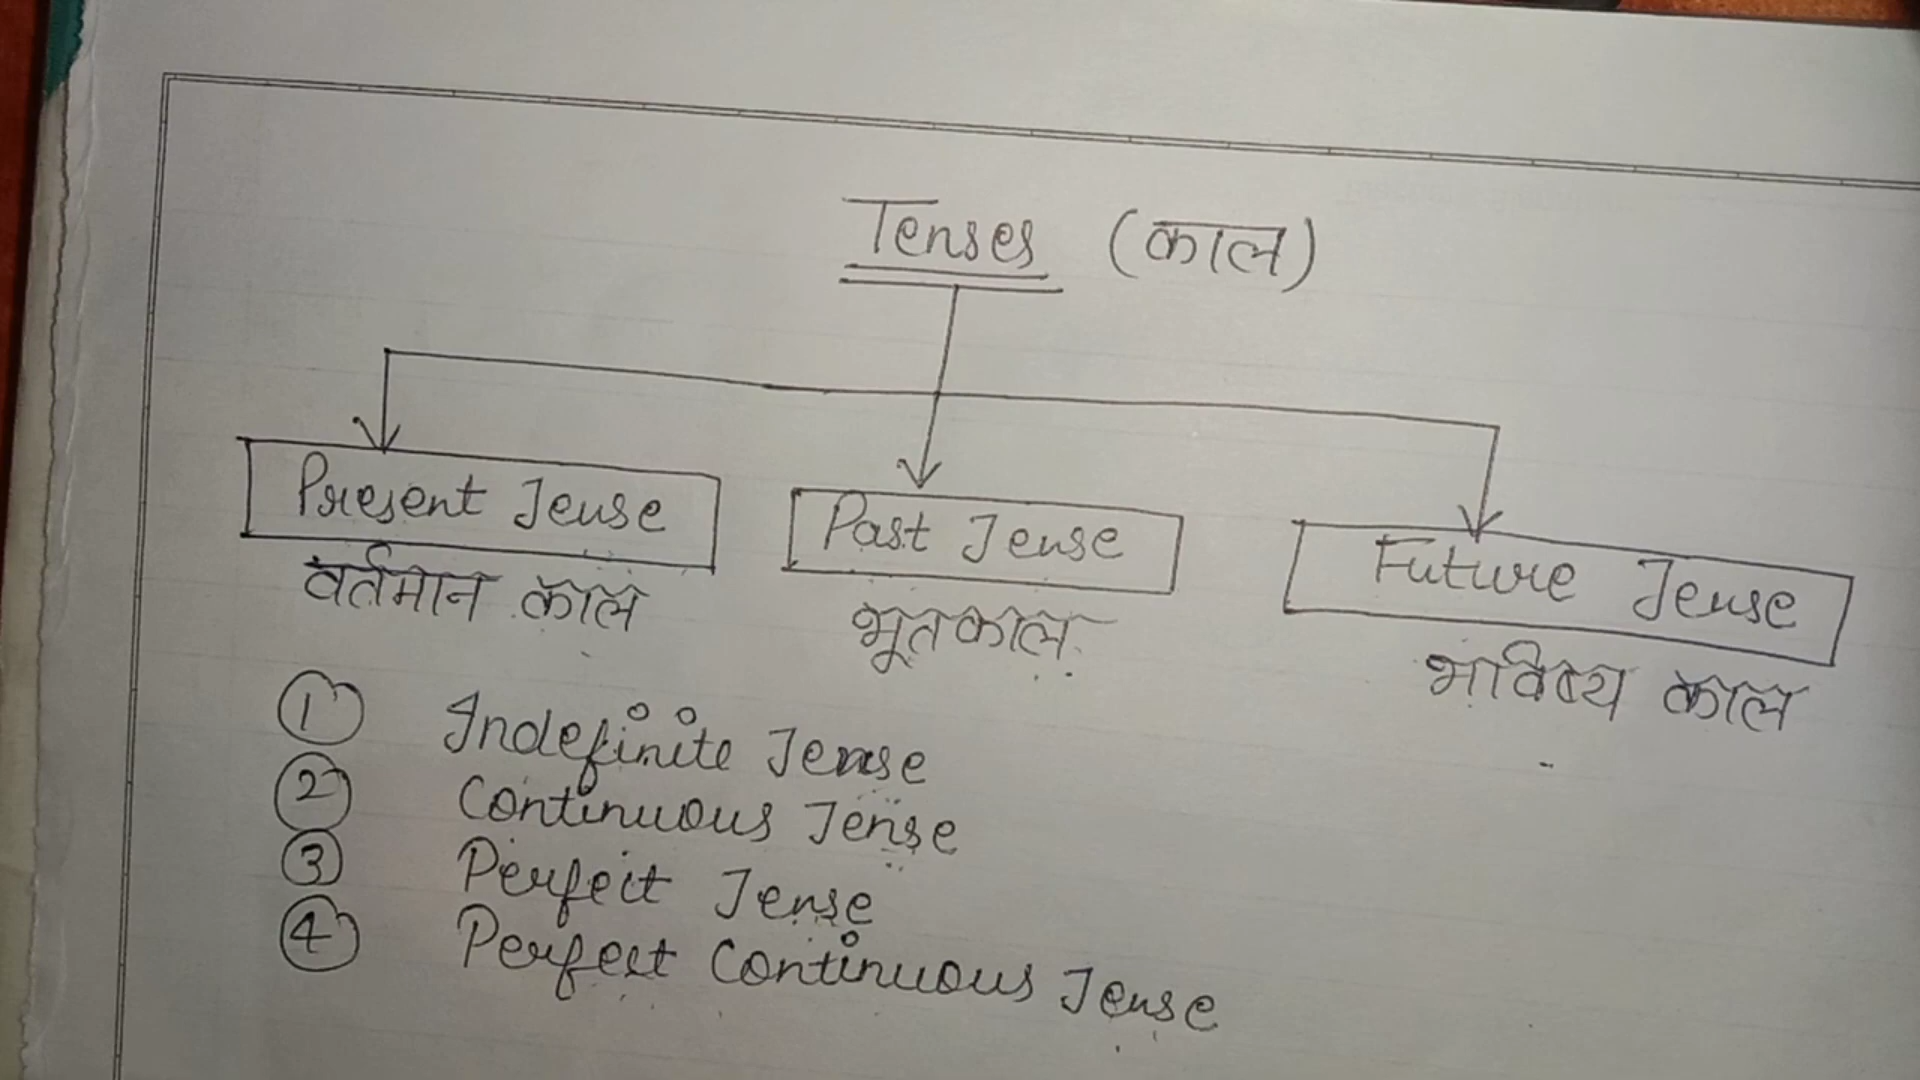 Tenses (काल)
Present Tense
Past Tense
Future Tense
वर्तमान काल
भूतकाल
भविष्य काल
① Indefinite Tense
② Continuous Tense
③ Perfect Tense
④ Perfect Continuous Tense